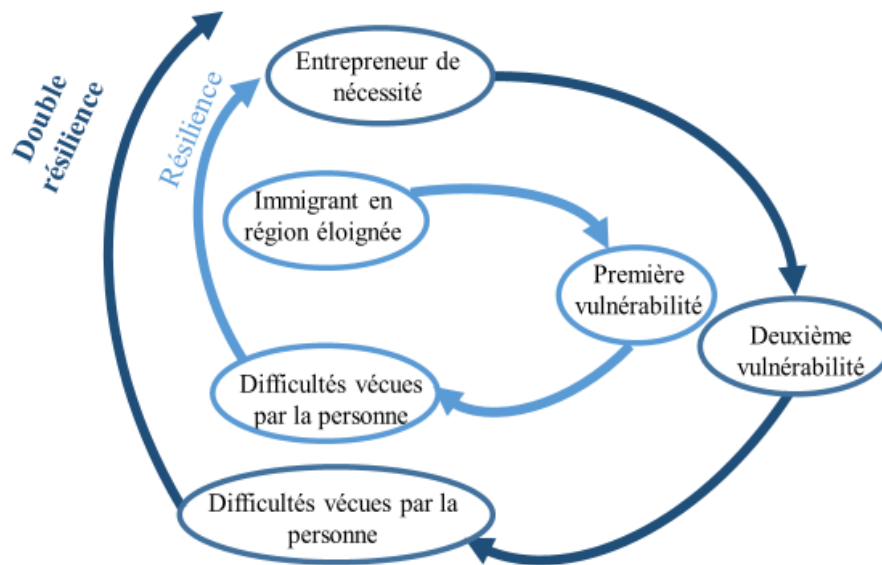 Entrepreneur de
nécessité
Double
résilience
Résilience
Immigrant en
région éloignée
Première
vulnérabilité
Deuxième
vulnérabilité
Difficultés vécues
par la personne
Difficultés vécues par la
personne